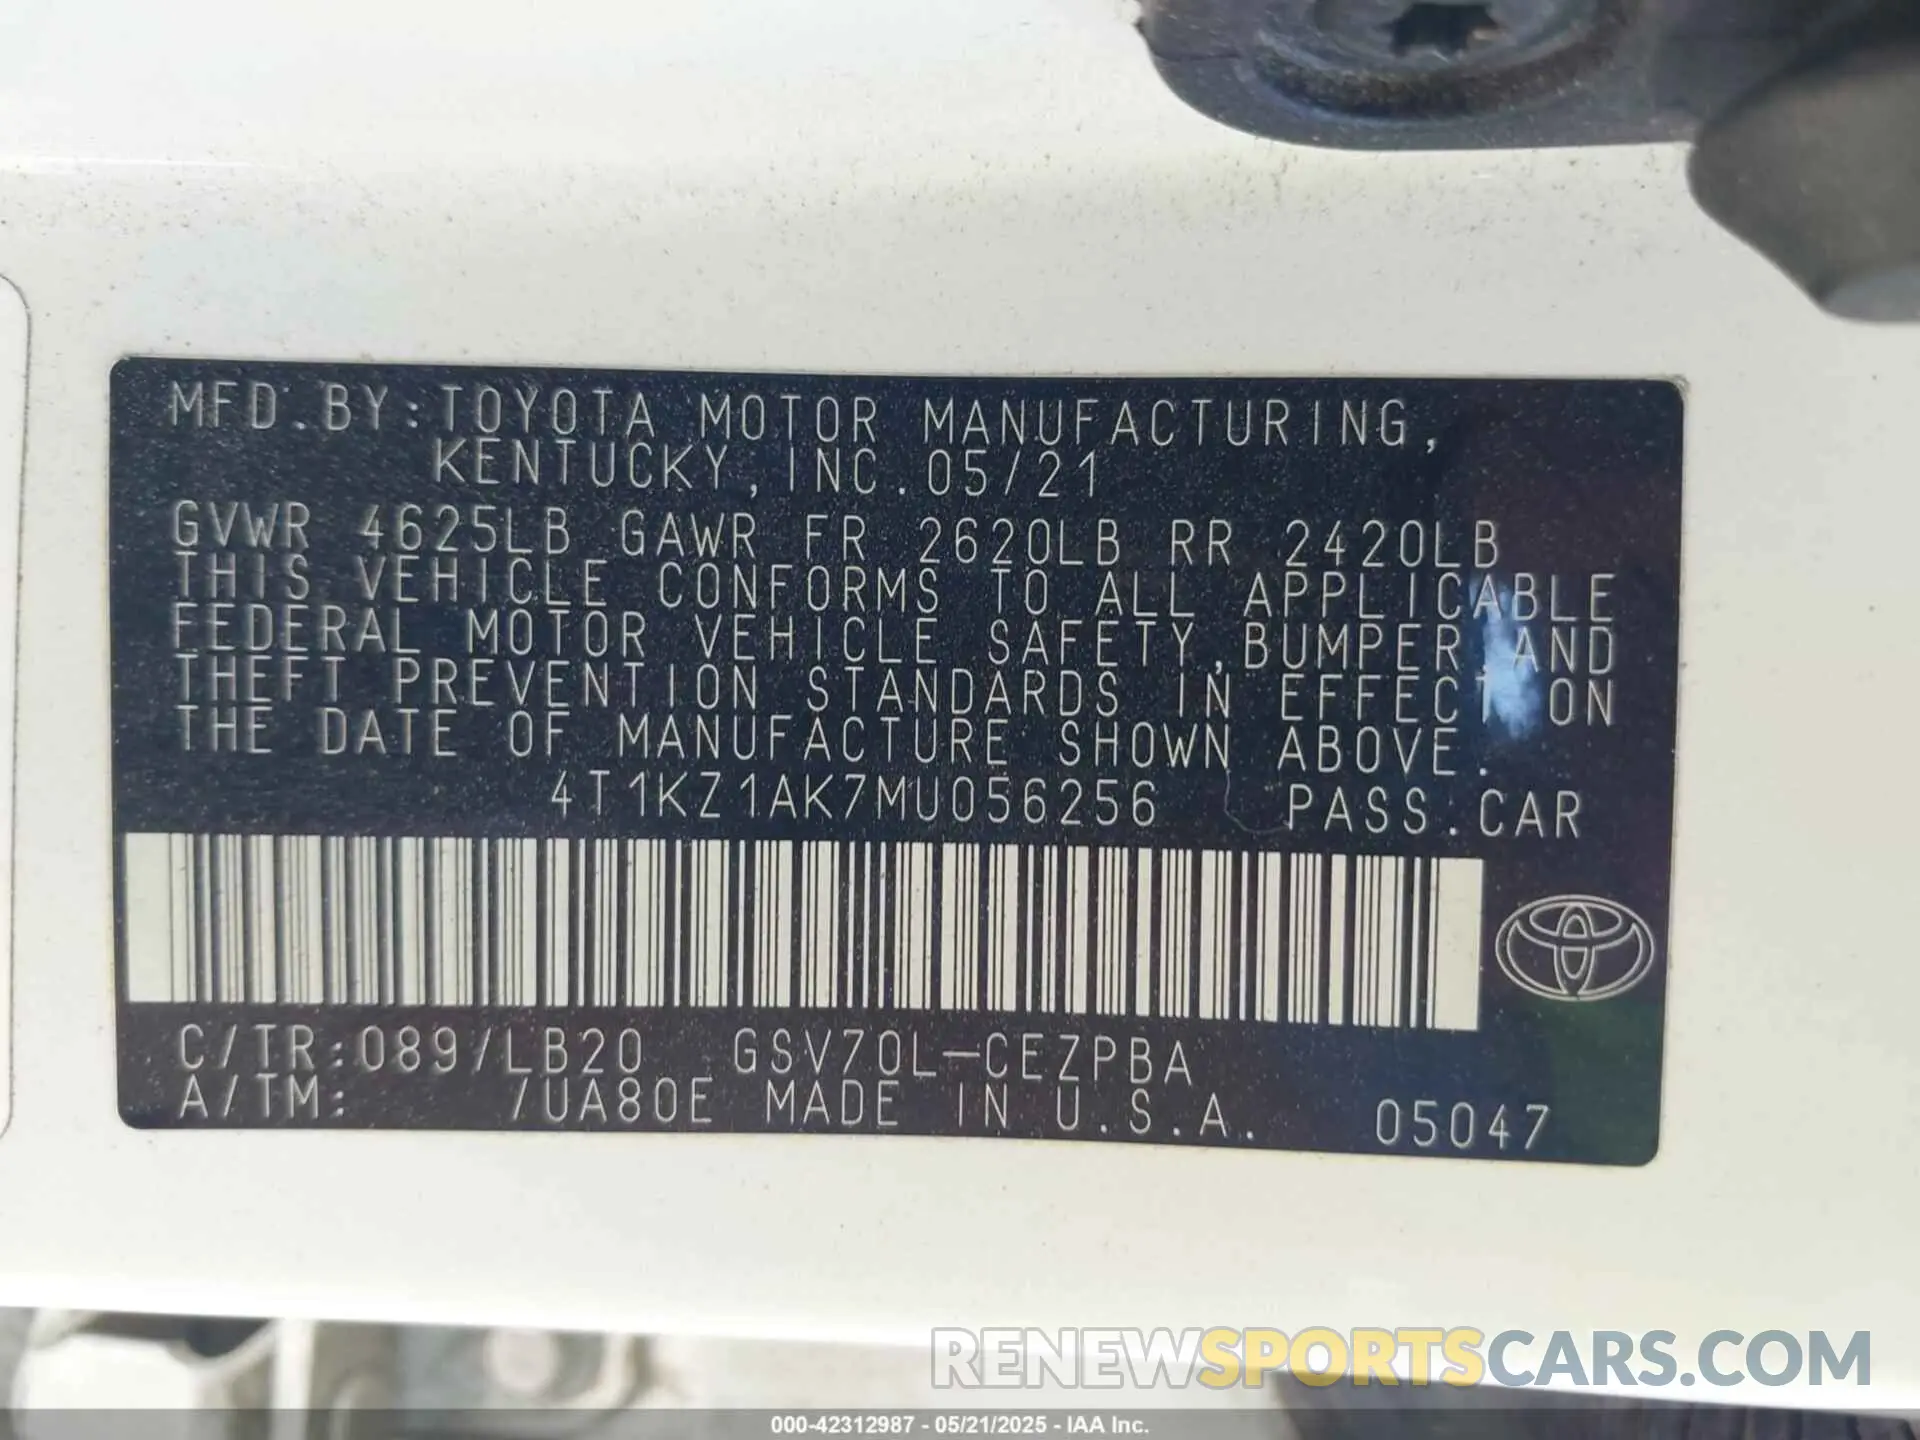 MFD.BY:TOYOTA MOTOR MANUFACTURING,
KENTUCKY,INC.05/21
GVWR 4625LB GAWR FR 2620LB RR 2420LB
THIS VEHICLE CONFORMS TO ALL APPLICABLE
FEDERAL MOTOR VEHICLE SAFETY,BUMPER,AND
THEFT PREVENTION STANDARDS IN EFFECT ON
THE DATE OF MANUFACTURE SHOWN ABOVE.
4T1KZ1AK7MU056256 PASS.CAR
C/TR:089/LB20 GSV70L-CEZPBA
A/TM: /UA80E MADE IN U.S.A. 05047
RENEWSPORTSCARS.COM
000-42312987 - 05/21/2025 - IAA Inc.